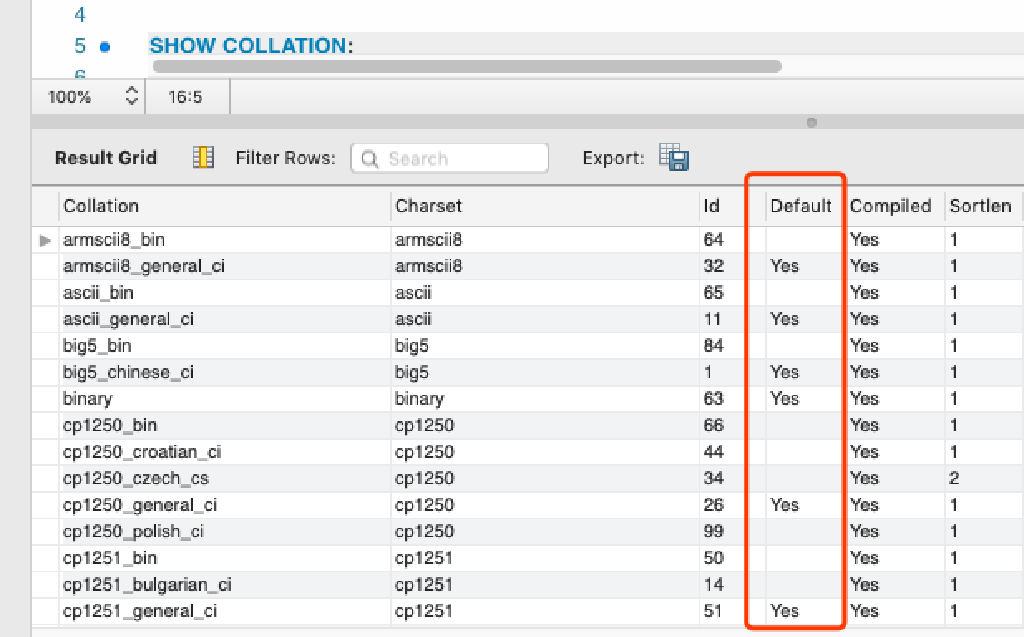 4
5 SHOW COLLATION:
6
100% 16:5
Result Grid Filter Rows: Search Export:
Collation Charset Id Default Compiled Sortlen
armscii8_bin armscii8 64 Yes 1
armscii8_general_ci armscii8 32 Yes Yes 1
ascii_bin ascii 65 Yes 1
ascii_general_ci ascii 11 Yes Yes 1
big5_bin big5 84 Yes 1
big5_chinese_ci big5 1 Yes Yes 1
binary binary 63 Yes Yes 1
cp1250_bin cp1250 66 Yes 1
cp1250_croatian_ci cp1250 44 Yes 1
cp1250_czech_cs cp1250 34 Yes 2
cp1250_general_ci cp1250 26 Yes Yes 1
cp1250_polish_ci cp1250 99 Yes 1
cp1251_bin cp1251 50 Yes 1
cp1251_bulgarian_ci cp1251 14 Yes 1
cp1251_general_ci cp1251 51 Yes Yes 1